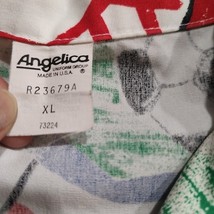 Angelica
UNIFORM GROUP
MADE IN U.S.A.
R23679A
XL
73224